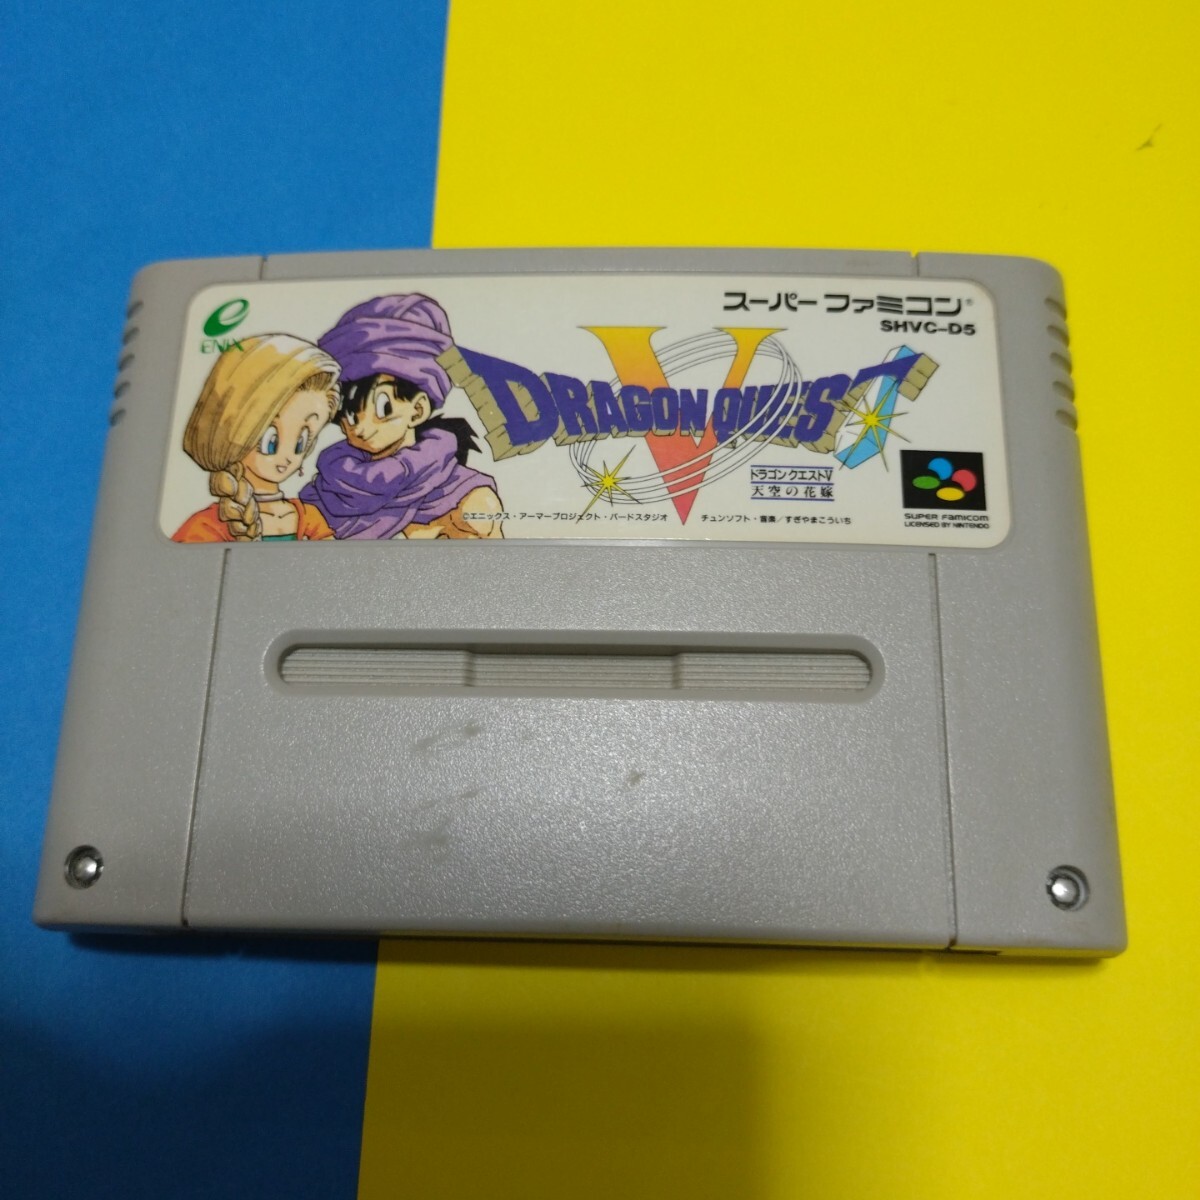 ENIX
スーパーファミコン®
SHVC-D5
DRAGON QUEST
V
ドラゴンクエストV
天空の花嫁
©エニックス・アーマープロジェクト・バードスタジオ チュンソフト・音楽/すぎやまこういち
SUPER FAMICOM
LICENSED BY NINTENDO